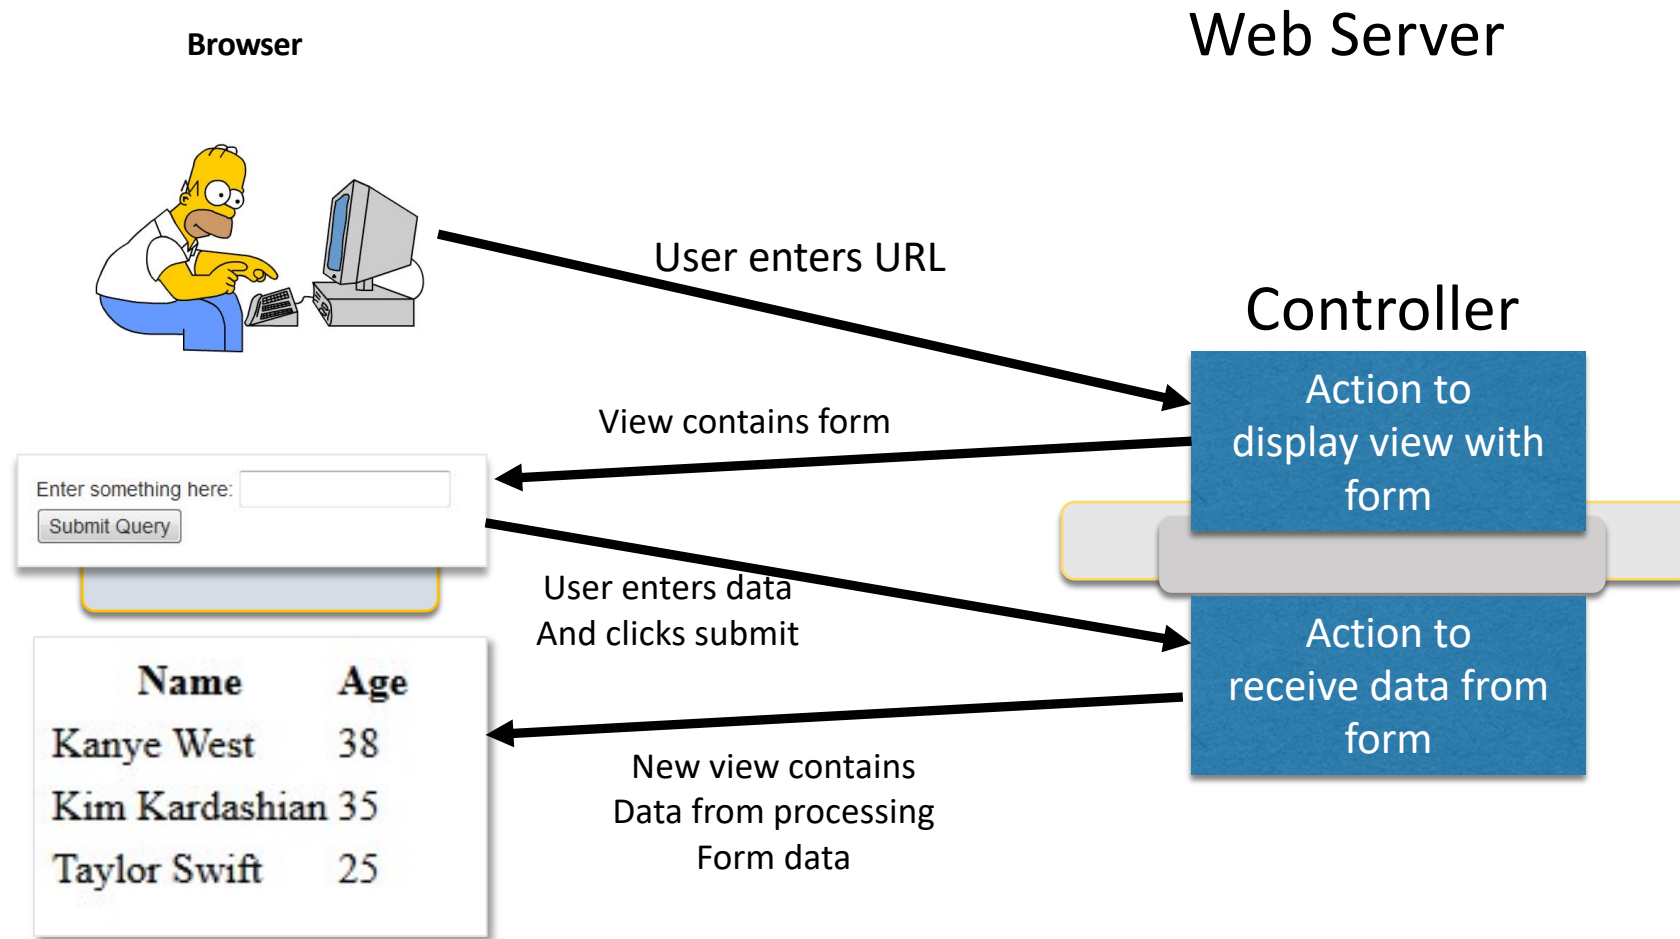 Browser
Web Server
User enters URL
Controller
Action to
display view with
form
View contains form
Enter something here:
Submit Query
User enters data
And clicks submit
Action to
receive data from
form
Name Age
Kanye West 38
Kim Kardashian 35
Taylor Swift 25
New view contains
Data from processing
Form data